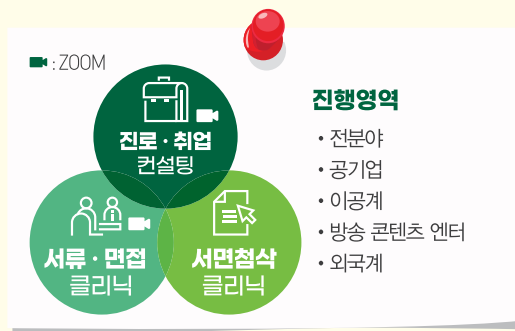 : ZOOM
진로 · 취업
컨설팅
서류 · 면접
클리닉
서면첨삭
클리닉
진행영역
• 전분야
• 공기업
• 이공계
• 방송 콘텐츠 엔터
• 외국계